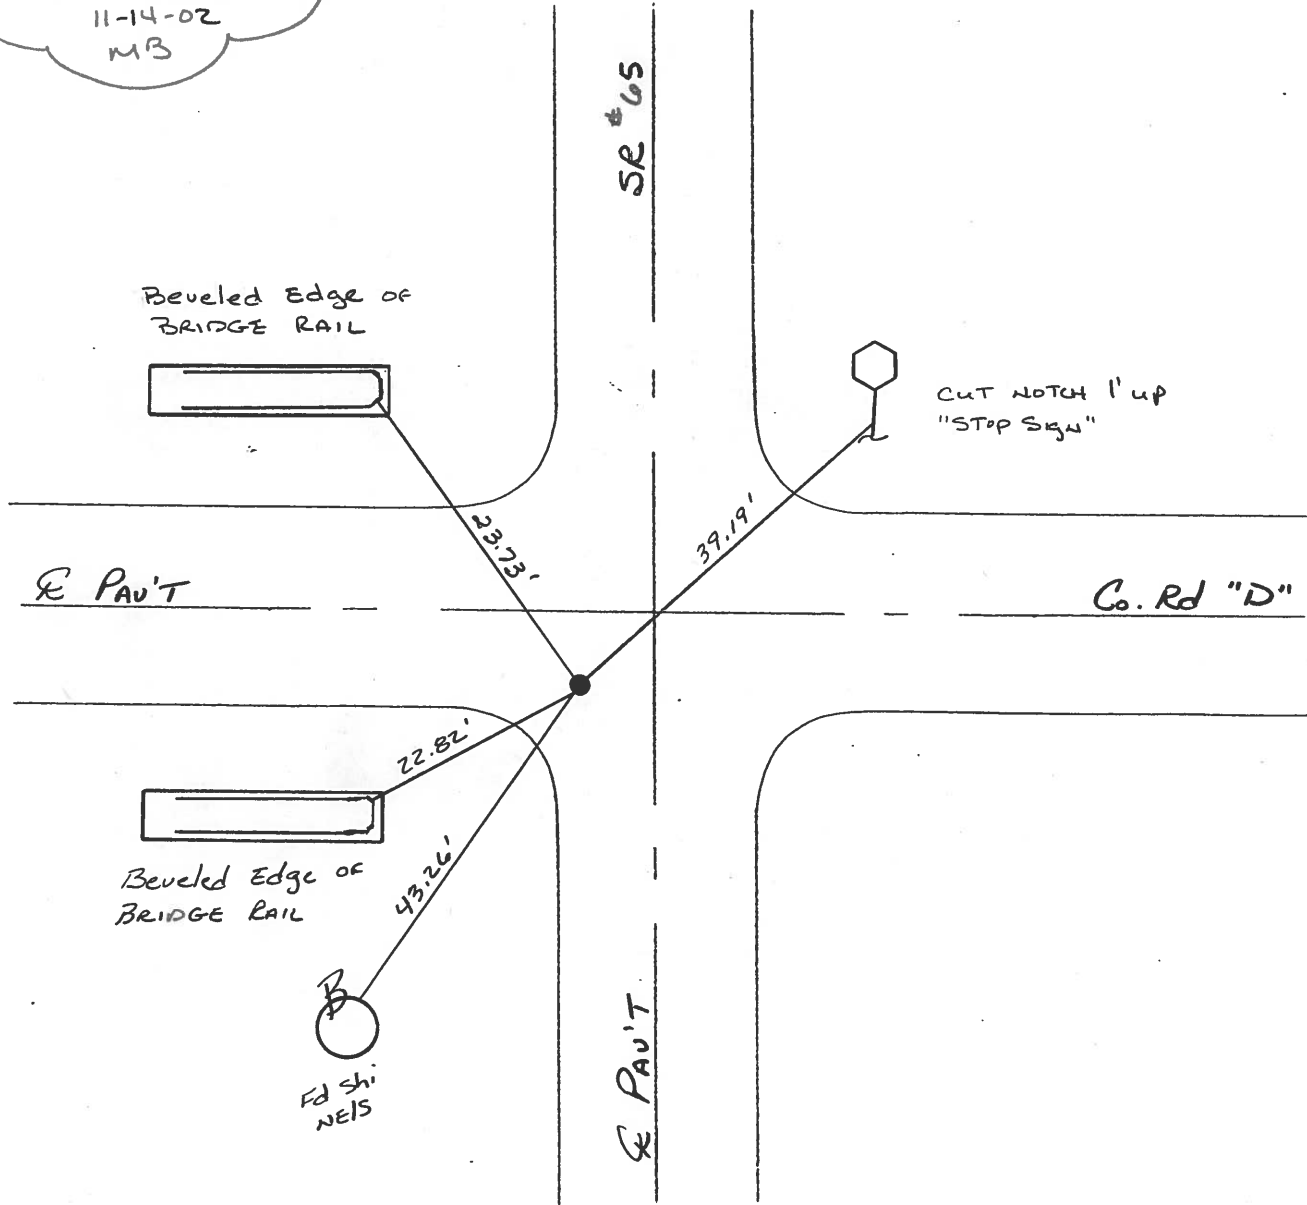 11-14-02
MB
SR #65
Beveled Edge of
BRIDGE RAIL
CUT NOTCH 1' up
"STOP SIGN"
23.73'
39.19'
℄ PAV'T
Co. Rd "D"
22.82'
Beveled Edge of
BRIDGE RAIL
43.26'
Fd Shi
NE/S
℄ PAV'T